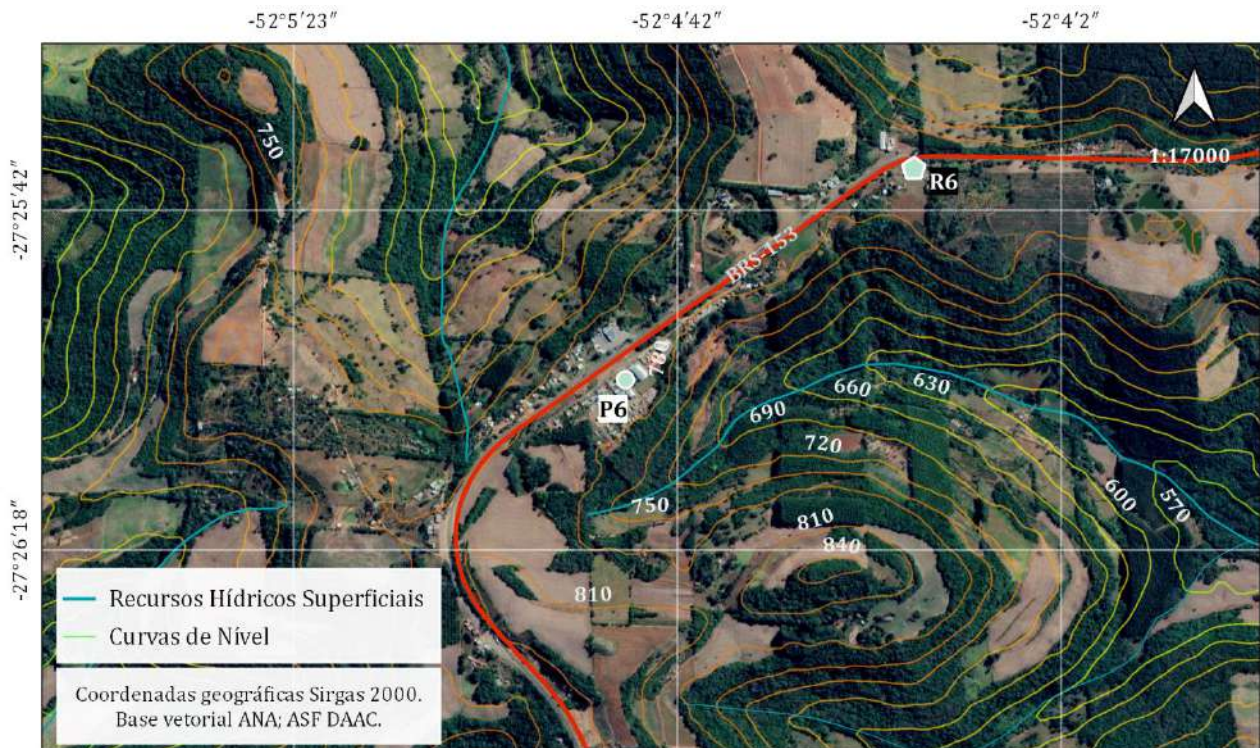 -52°5′23″
-52°4′42″
-52°4′2″
-27°25′42″
-27°26′18″
750
1:17000
R6
BRS-153
780
P6
660
630
690
720
750
600
570
810
840
810
Recursos Hídricos Superficiais
Curvas de Nível
Coordenadas geográficas Sirgas 2000.
Base vetorial ANA; ASF DAAC.